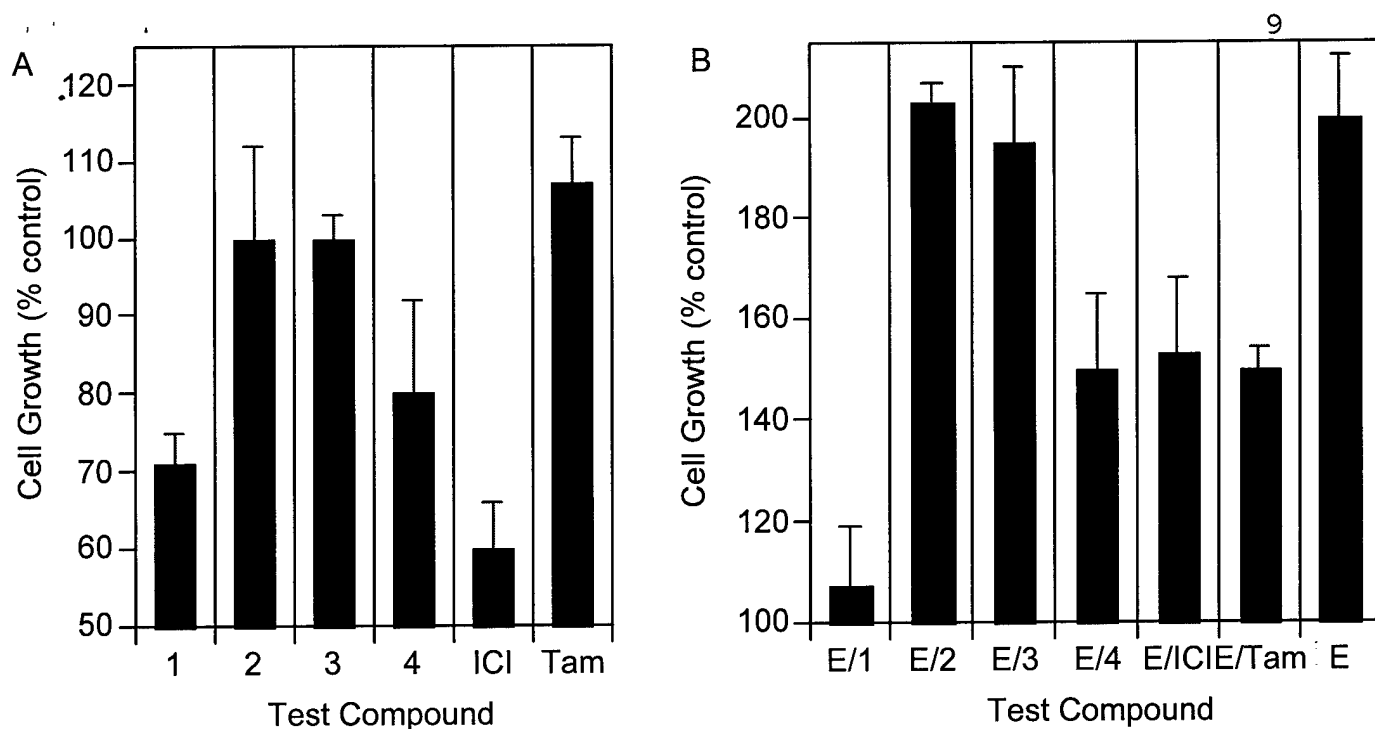 9
A
120
110
100
90
80
70
60
50
Cell Growth (% control)
1 2 3 4 ICI Tam
Test Compound
B
200
180
160
140
120
100
Cell Growth (% control)
E/1 E/2 E/3 E/4 E/ICI E/Tam E
Test Compound